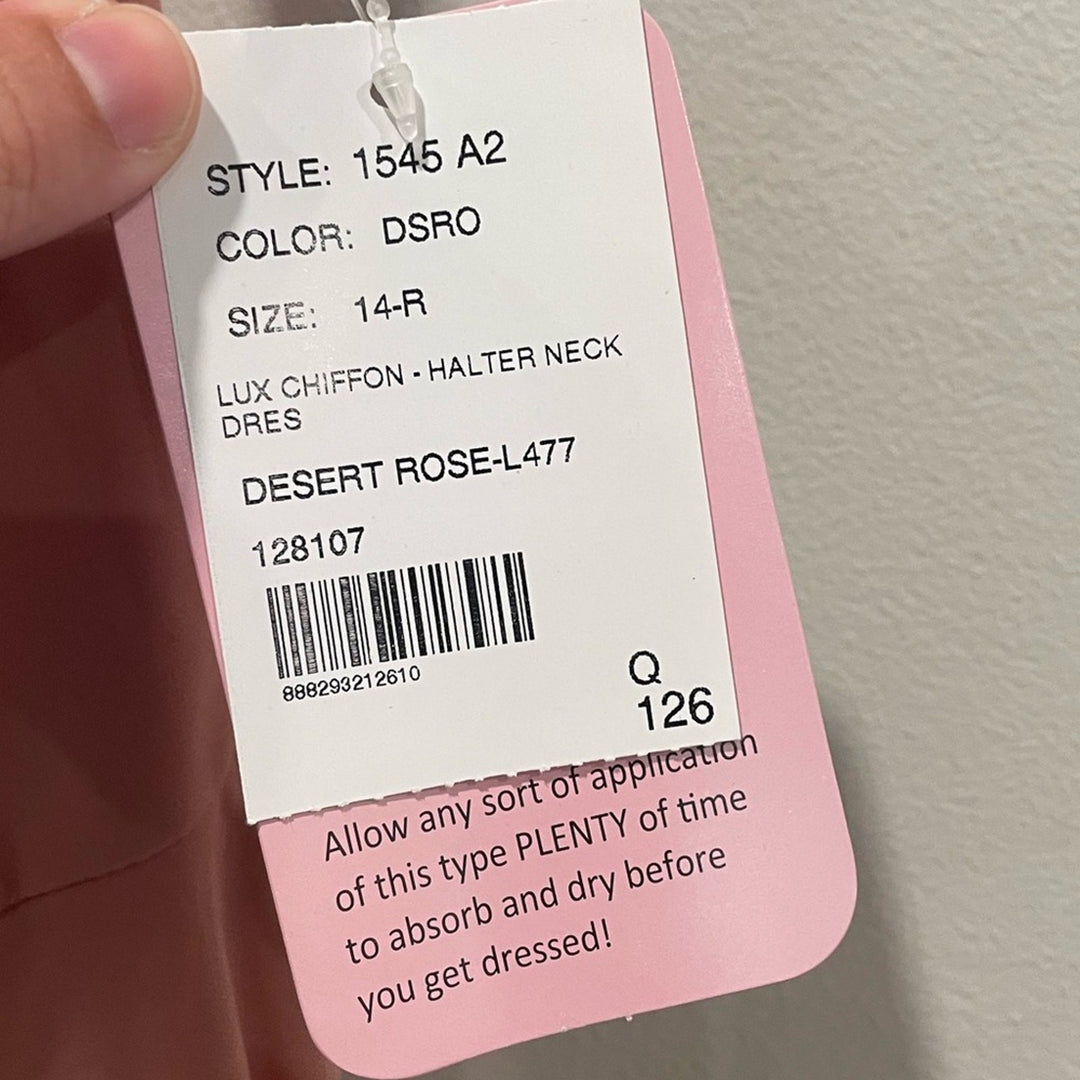 STYLE: 1545 A2
COLOR: DSRO
SIZE: 14-R
LUX CHIFFON - HALTER NECK
DRES
DESERT ROSE-L477
128107
888293212610
Q
126
Allow any sort of application
of this type PLENTY of time
to absorb and dry before
you get dressed!